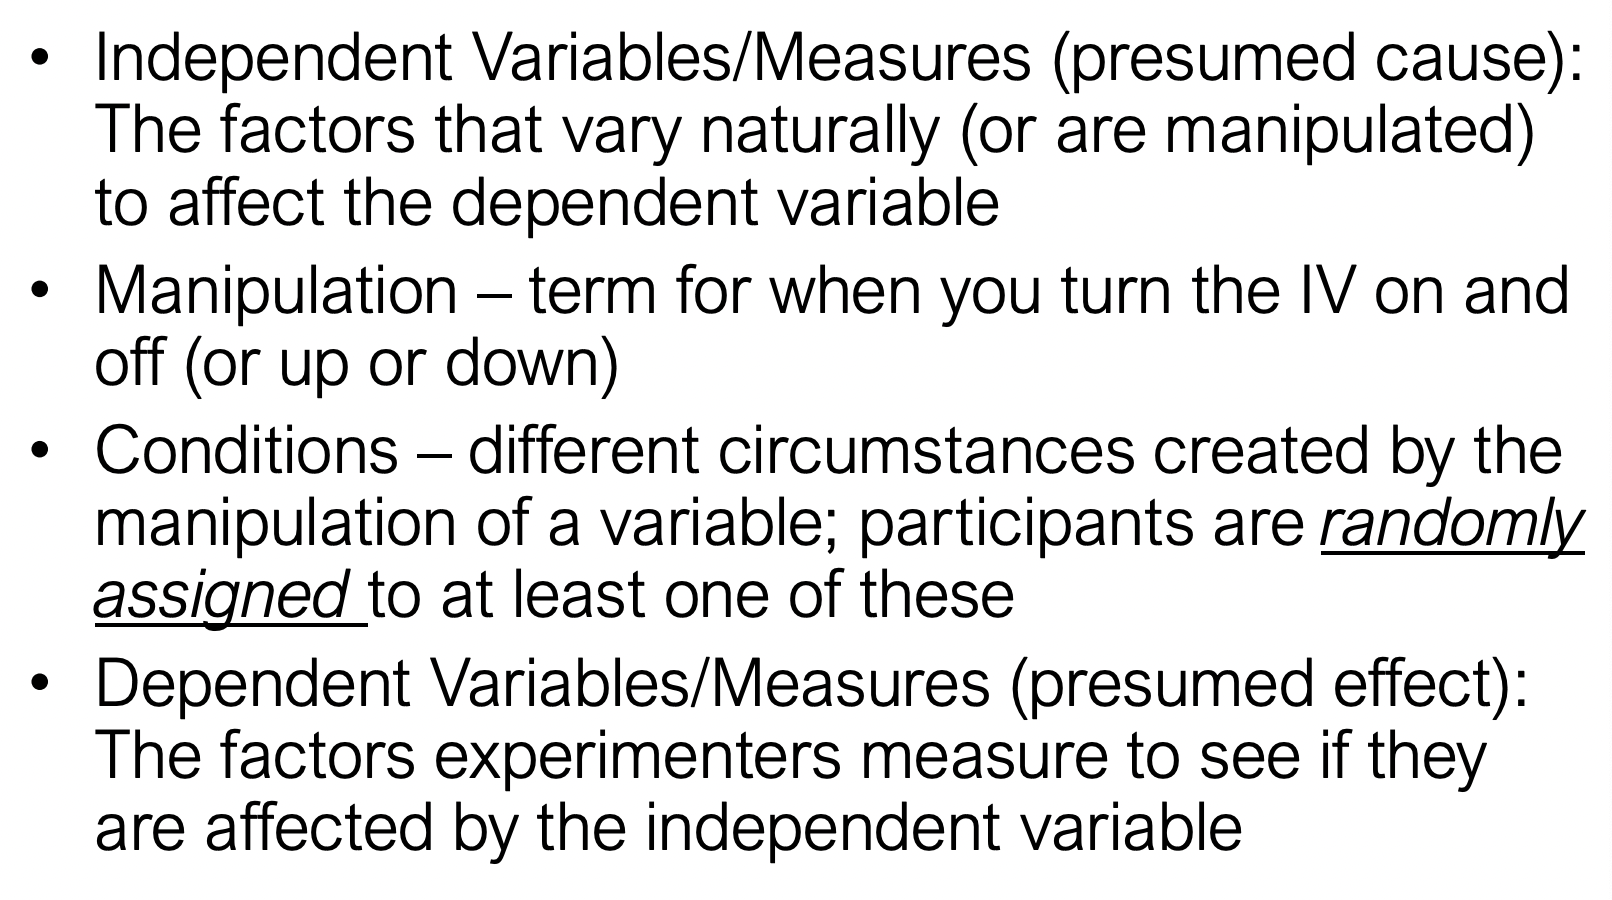 • Independent Variables/Measures (presumed cause):
The factors that vary naturally (or are manipulated)
to affect the dependent variable
• Manipulation – term for when you turn the IV on and
off (or up or down)
• Conditions – different circumstances created by the
manipulation of a variable; participants are randomly
assigned to at least one of these
• Dependent Variables/Measures (presumed effect):
The factors experimenters measure to see if they
are affected by the independent variable